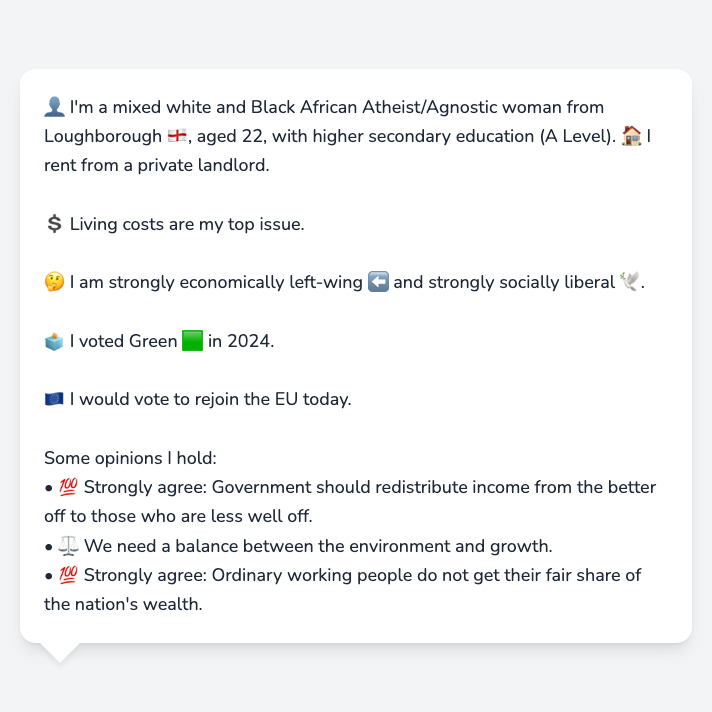 👤 I'm a mixed white and Black African Atheist/Agnostic woman from
Loughborough 🏴󠁧󠁢󠁥󠁮󠁧󠁿, aged 22, with higher secondary education (A Level). 🏠 I
rent from a private landlord.
💲 Living costs are my top issue.
🤔 I am strongly economically left-wing ⬅️ and strongly socially liberal 🕊️.
🗳️ I voted Green 🟩 in 2024.
🇪🇺 I would vote to rejoin the EU today.
Some opinions I hold:
• 💯 Strongly agree: Government should redistribute income from the better
off to those who are less well off.
• ⚖️ We need a balance between the environment and growth.
• 💯 Strongly agree: Ordinary working people do not get their fair share of
the nation's wealth.